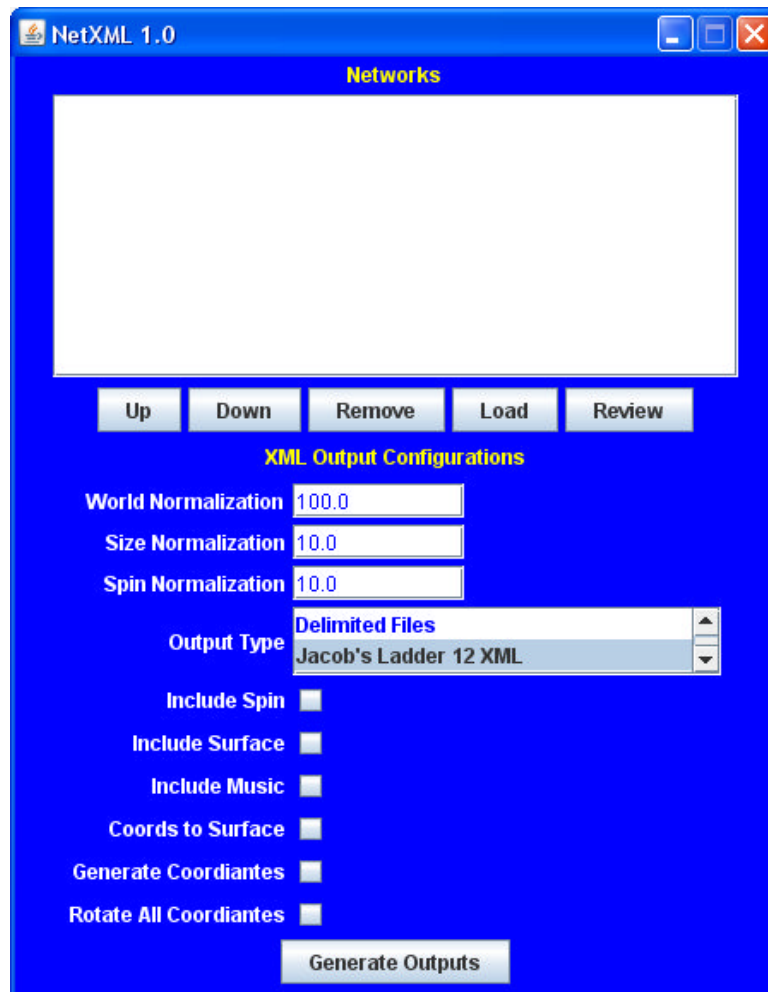 NetXML 1.0
Networks
Up Down Remove Load Review
XML Output Configurations
World Normalization 100.0
Size Normalization 10.0
Spin Normalization 10.0
Output Type Delimited Files
Jacob's Ladder 12 XML
Include Spin
Include Surface
Include Music
Coords to Surface
Generate Coordiantes
Rotate All Coordiantes
Generate Outputs